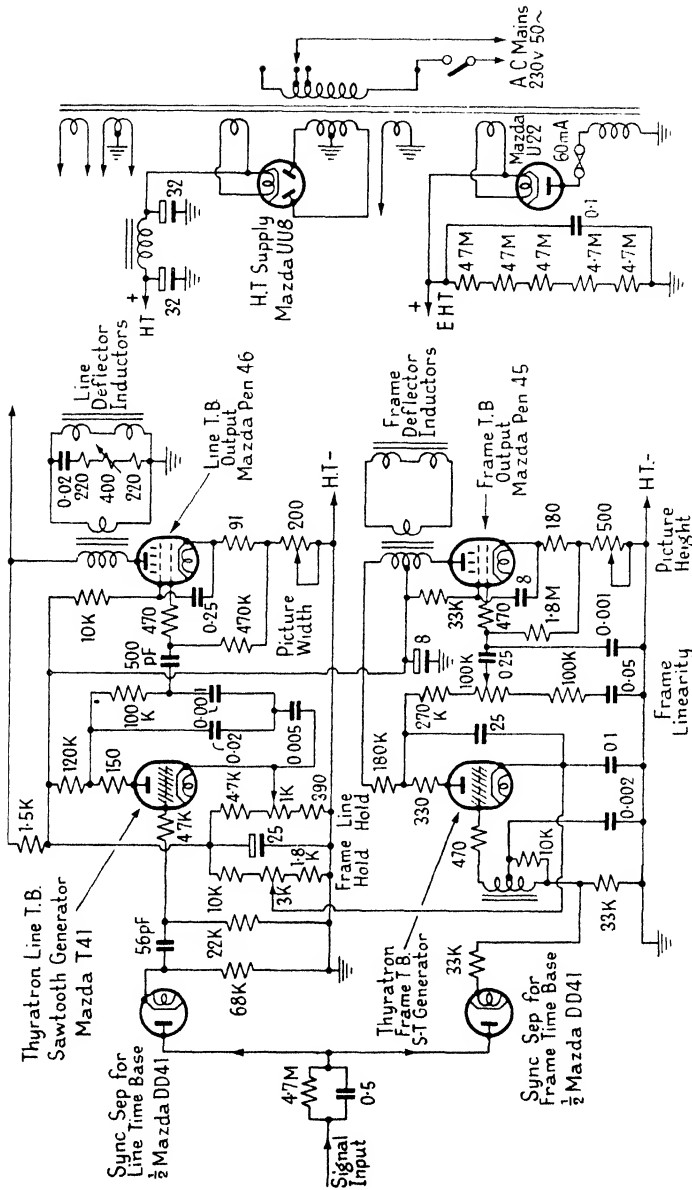 Thyratron Line T.B.
Sawtooth Generator
Mazda T41
Sync Sep for
Line Time Base
½ Mazda DD41
Signal
Input
4·7M
0·5
56pF
68K
22K
47K
1·5K
120K
150
100
K
0·001
0·02
0·005
500
pF
10K
470
0·25
470K
91
200
Picture
Width
H.T–
4·7K
1K
390
Line
Hold
25
10K
3K
1·8
K
Frame
Hold
0·02
220
400
220
Line
Deflector
Inductors
Line T.B
Output
Mazda Pen 46
Sync Sep for
Frame Time Base
½ Mazda DD41
33K
33K
Thyratron
Frame T.B.
S-T Generator
470
10K
0·002
01
180K
330
270
K
100K
25
100K
0·05
Frame
Linearity
0·25
0·001
8
33K
470
8
1·8M
180
500
Picture
Height
HT.–
Frame
Deflector
Inductors
Frame T.B
Output
Mazda Pen 45
HT
+
32
32
H.T Supply
Mazda UU8
A C Mains
230v 50~
Mazda
U22
60mA
0·1
+
EHT
4 7M
4 7M
4·7M
4·7M
4·7M